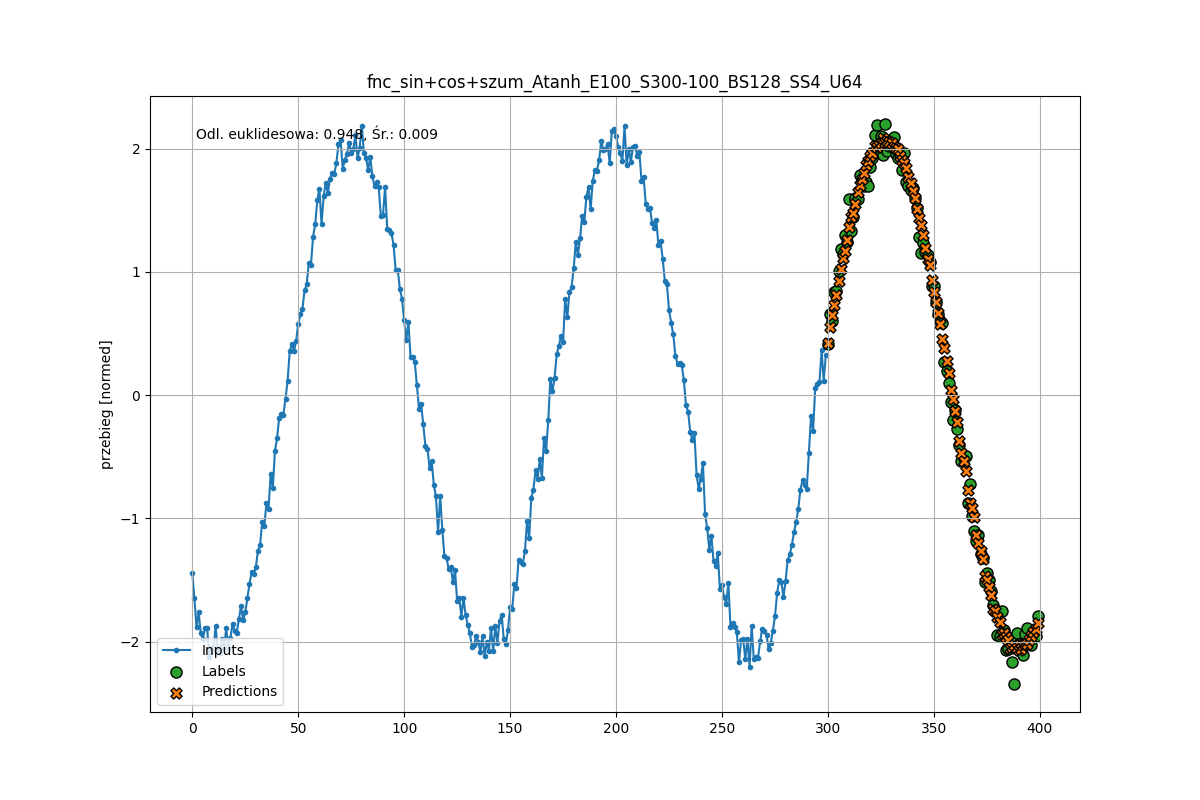 fnc_sin+cos+szum_Atanh_E100_S300-100_BS128_SS4_U64
Odl. euklidesowa: 0.948, Śr.: 0.009
przebieg [normed]
2
1
0
−1
−2
Inputs
Labels
Predictions
0 50 100 150 200 250 300 350 400